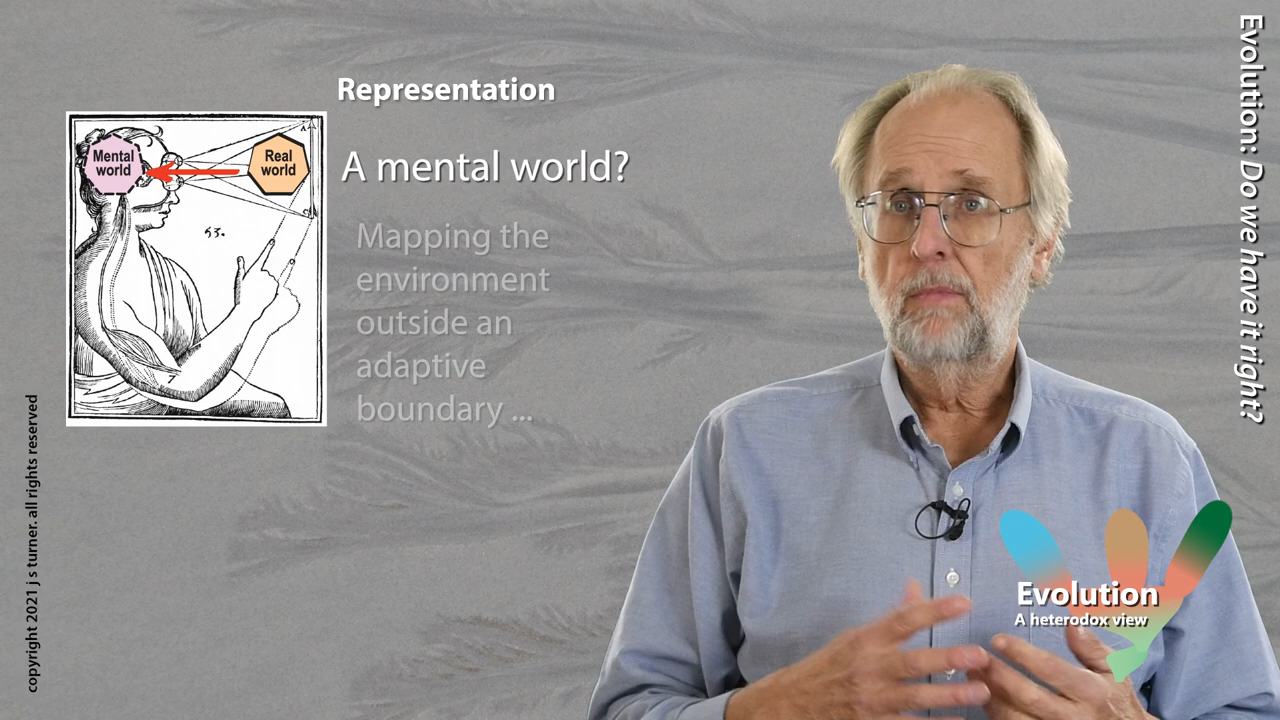 Representation
A mental world?
Mapping the
environment
outside an
adaptive
boundary ...
Mental
world
Real
world
53.
Evolution: Do we have it right?
Evolution
A heterodox view
copyright 2021 j s turner. all rights reserved